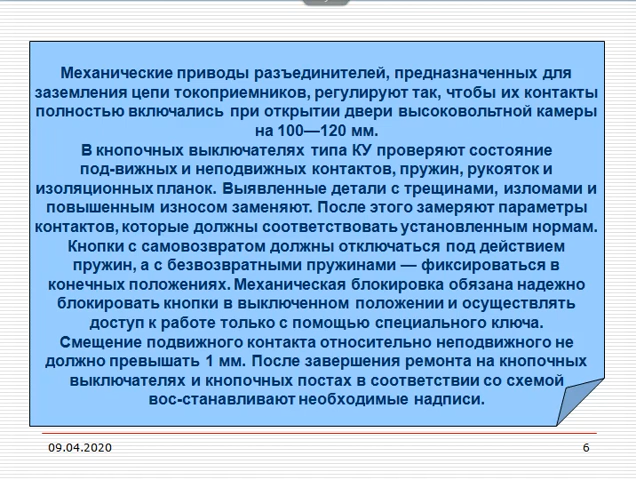 Механические приводы разъединителей, предназначенных для
заземления цепи токоприемников, регулируют так, чтобы их контакты
полностью включались при открытии двери высоковольтной камеры
на 100—120 мм.
В кнопочных выключателях типа КУ проверяют состояние
под-вижных и неподвижных контактов, пружин, рукояток и
изоляционных планок. Выявленные детали с трещинами, изломами и
повышенным износом заменяют. После этого замеряют параметры
контактов, которые должны соответствовать установленным нормам.
Кнопки с самовозвратом должны отключаться под действием
пружин, а с безвозвратными пружинами — фиксироваться в
конечных положениях. Механическая блокировка обязана надежно
блокировать кнопки в выключенном положении и осуществлять
доступ к работе только с помощью специального ключа.
Смещение подвижного контакта относительно неподвижного не
должно превышать 1 мм. После завершения ремонта на кнопочных
выключателях и кнопочных постах в соответствии со схемой
вос-станавливают необходимые надписи.
09.04.2020
6